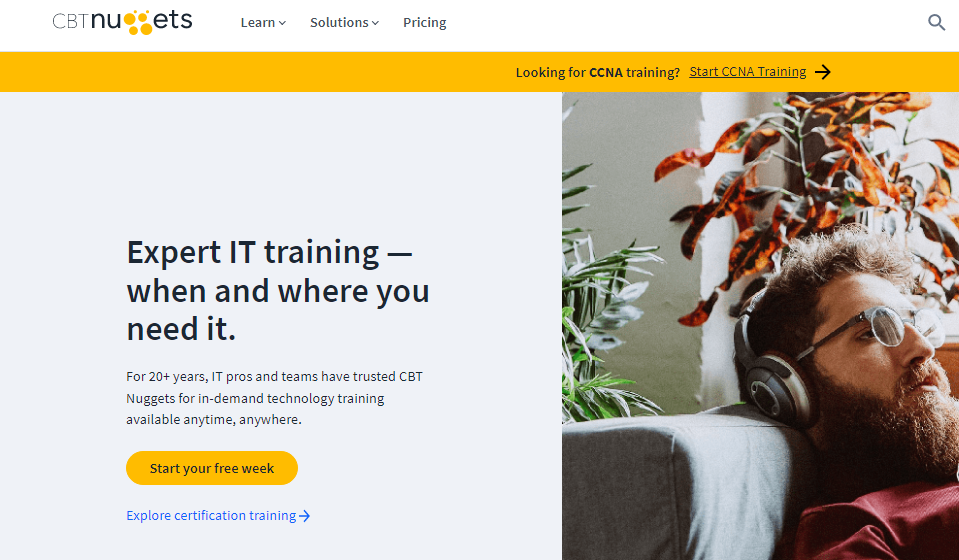 CBTnuggets
Learn
Solutions
Pricing
Looking for CCNA training? Start CCNA Training
Expert IT training —
when and where you
need it.
For 20+ years, IT pros and teams have trusted CBT
Nuggets for in-demand technology training
available anytime, anywhere.
Start your free week
Explore certification training